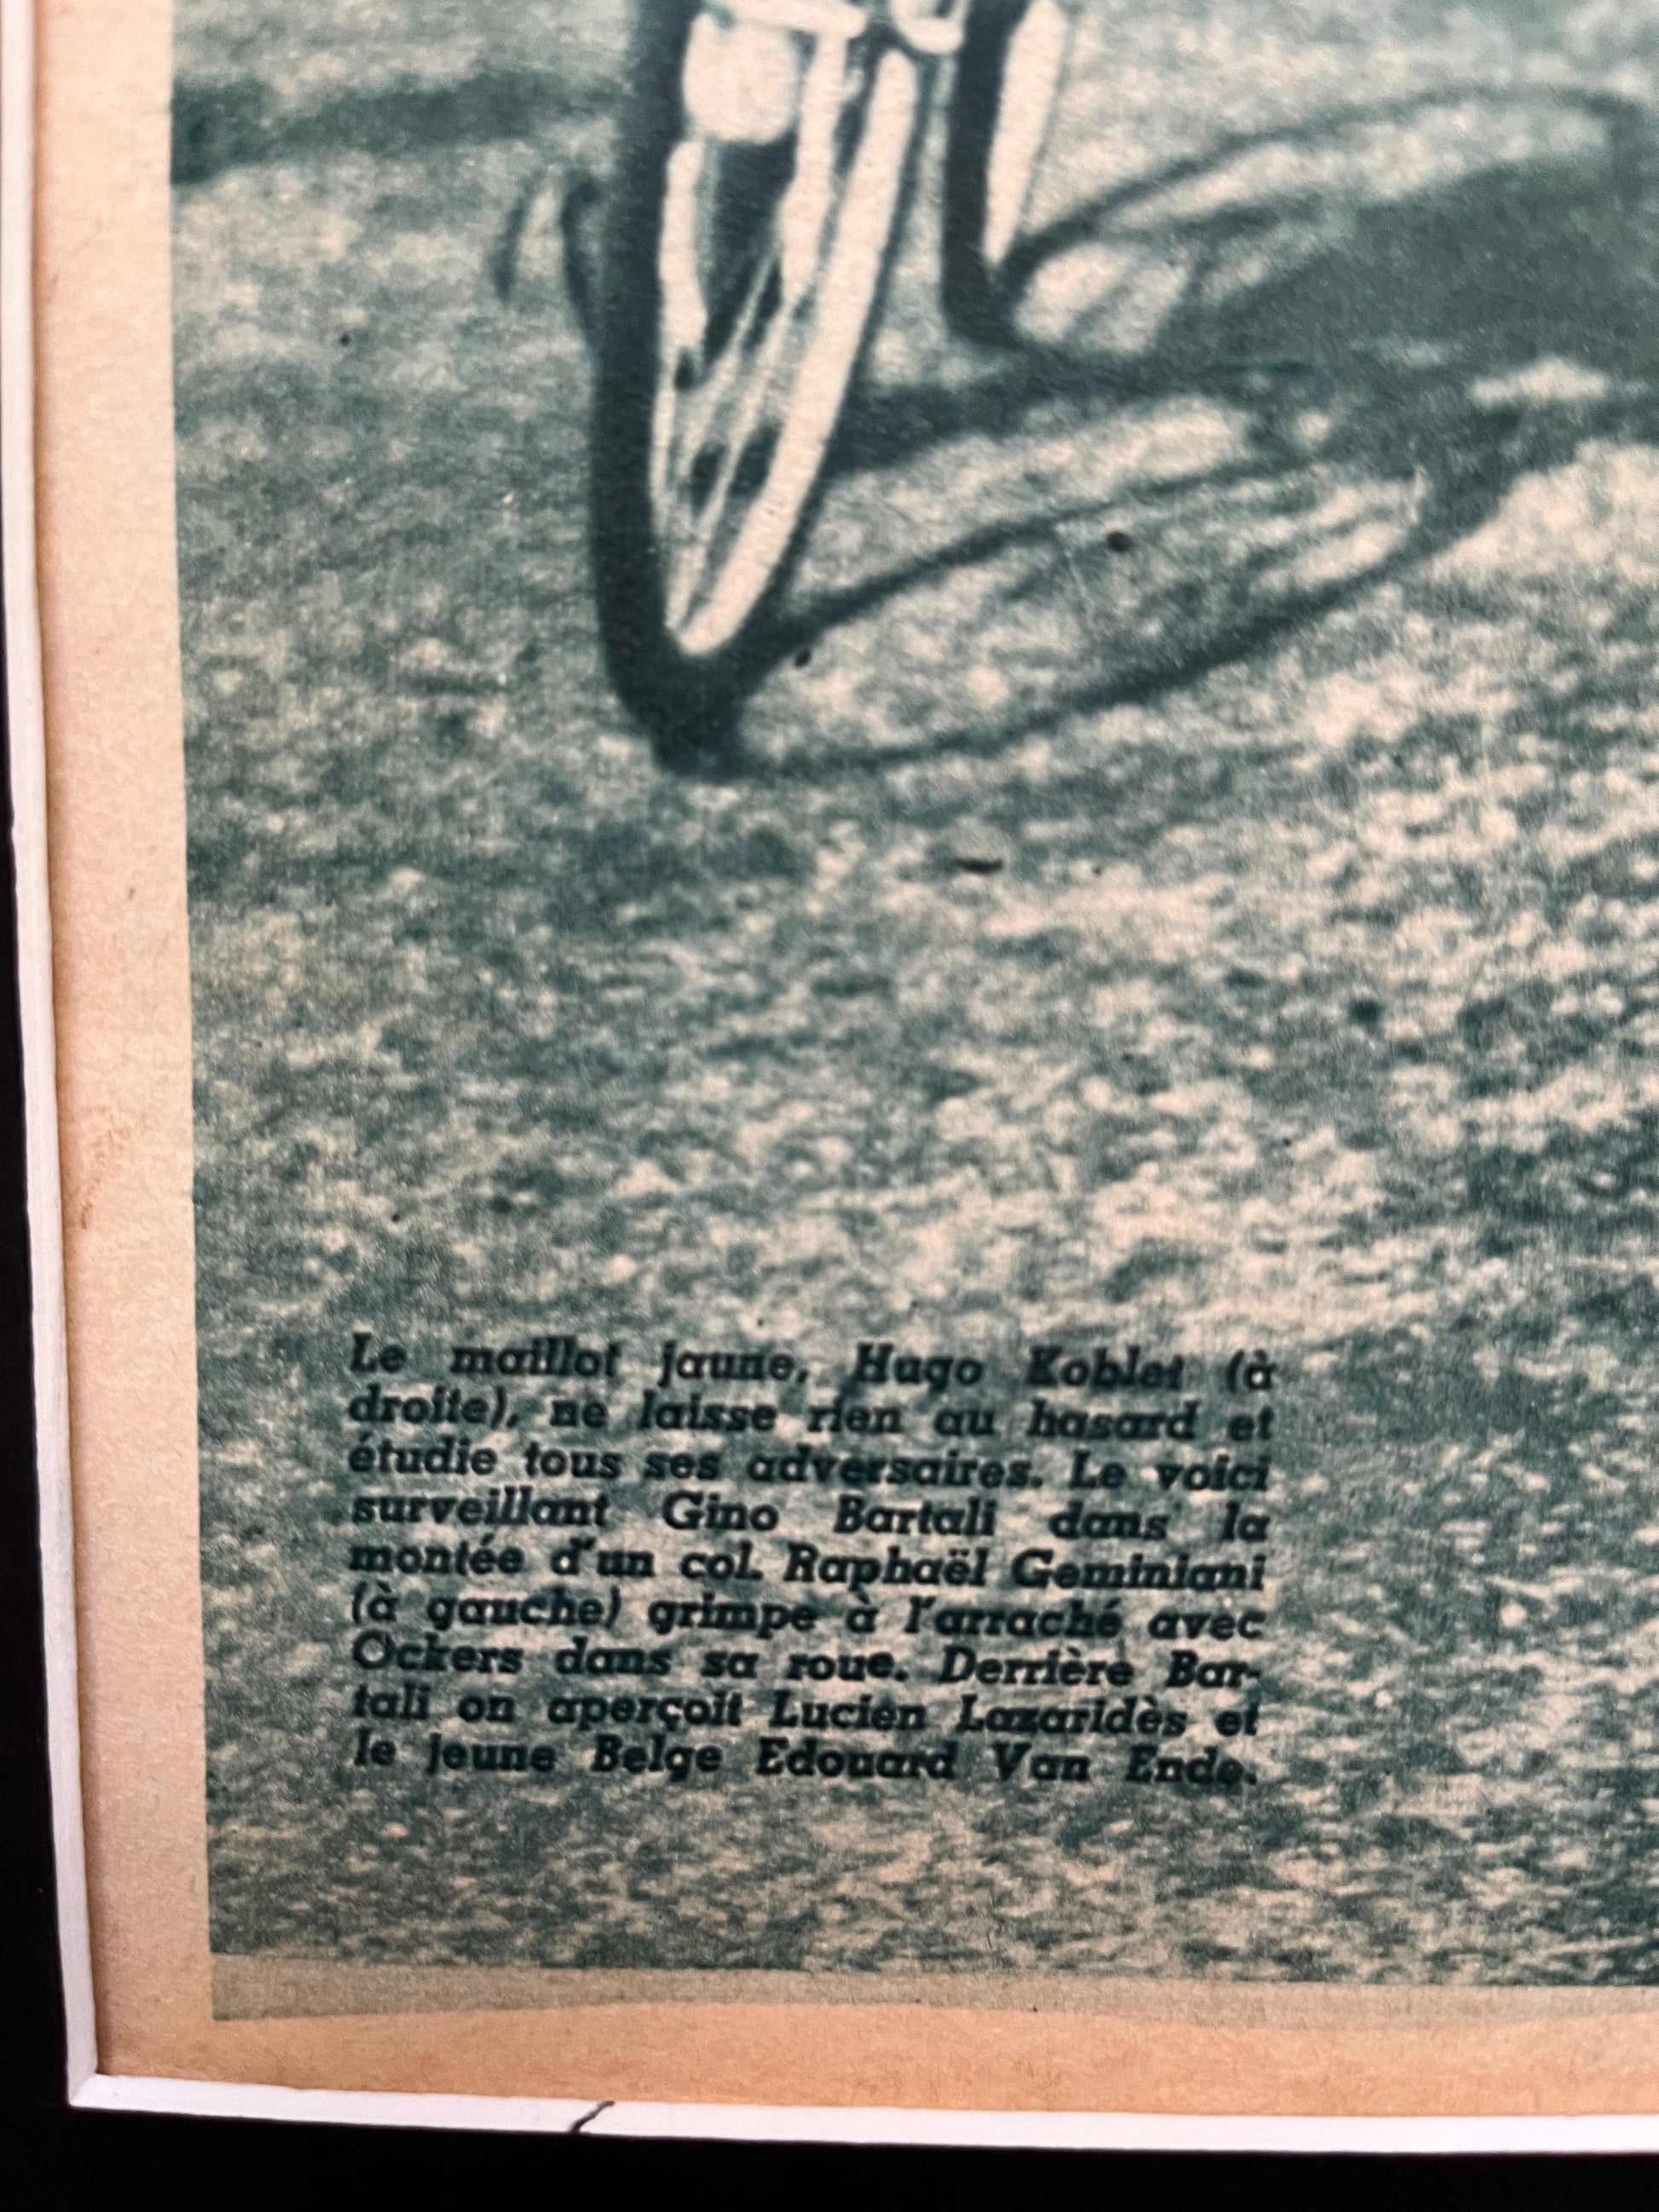 Le maillot jaune, Hugo Koblet (à
droite), ne laisse rien au hasard et
étudie tous ses adversaires. Le voici
surveillant Gino Bartali dans la
montée d'un col. Raphaël Geminiani
(à gauche) grimpe à l'arraché avec
Ockers dans sa roue. Derrière Bar-
tali on aperçoit Lucien Lazaridès et
le jeune Belge Edouard Van Ende.